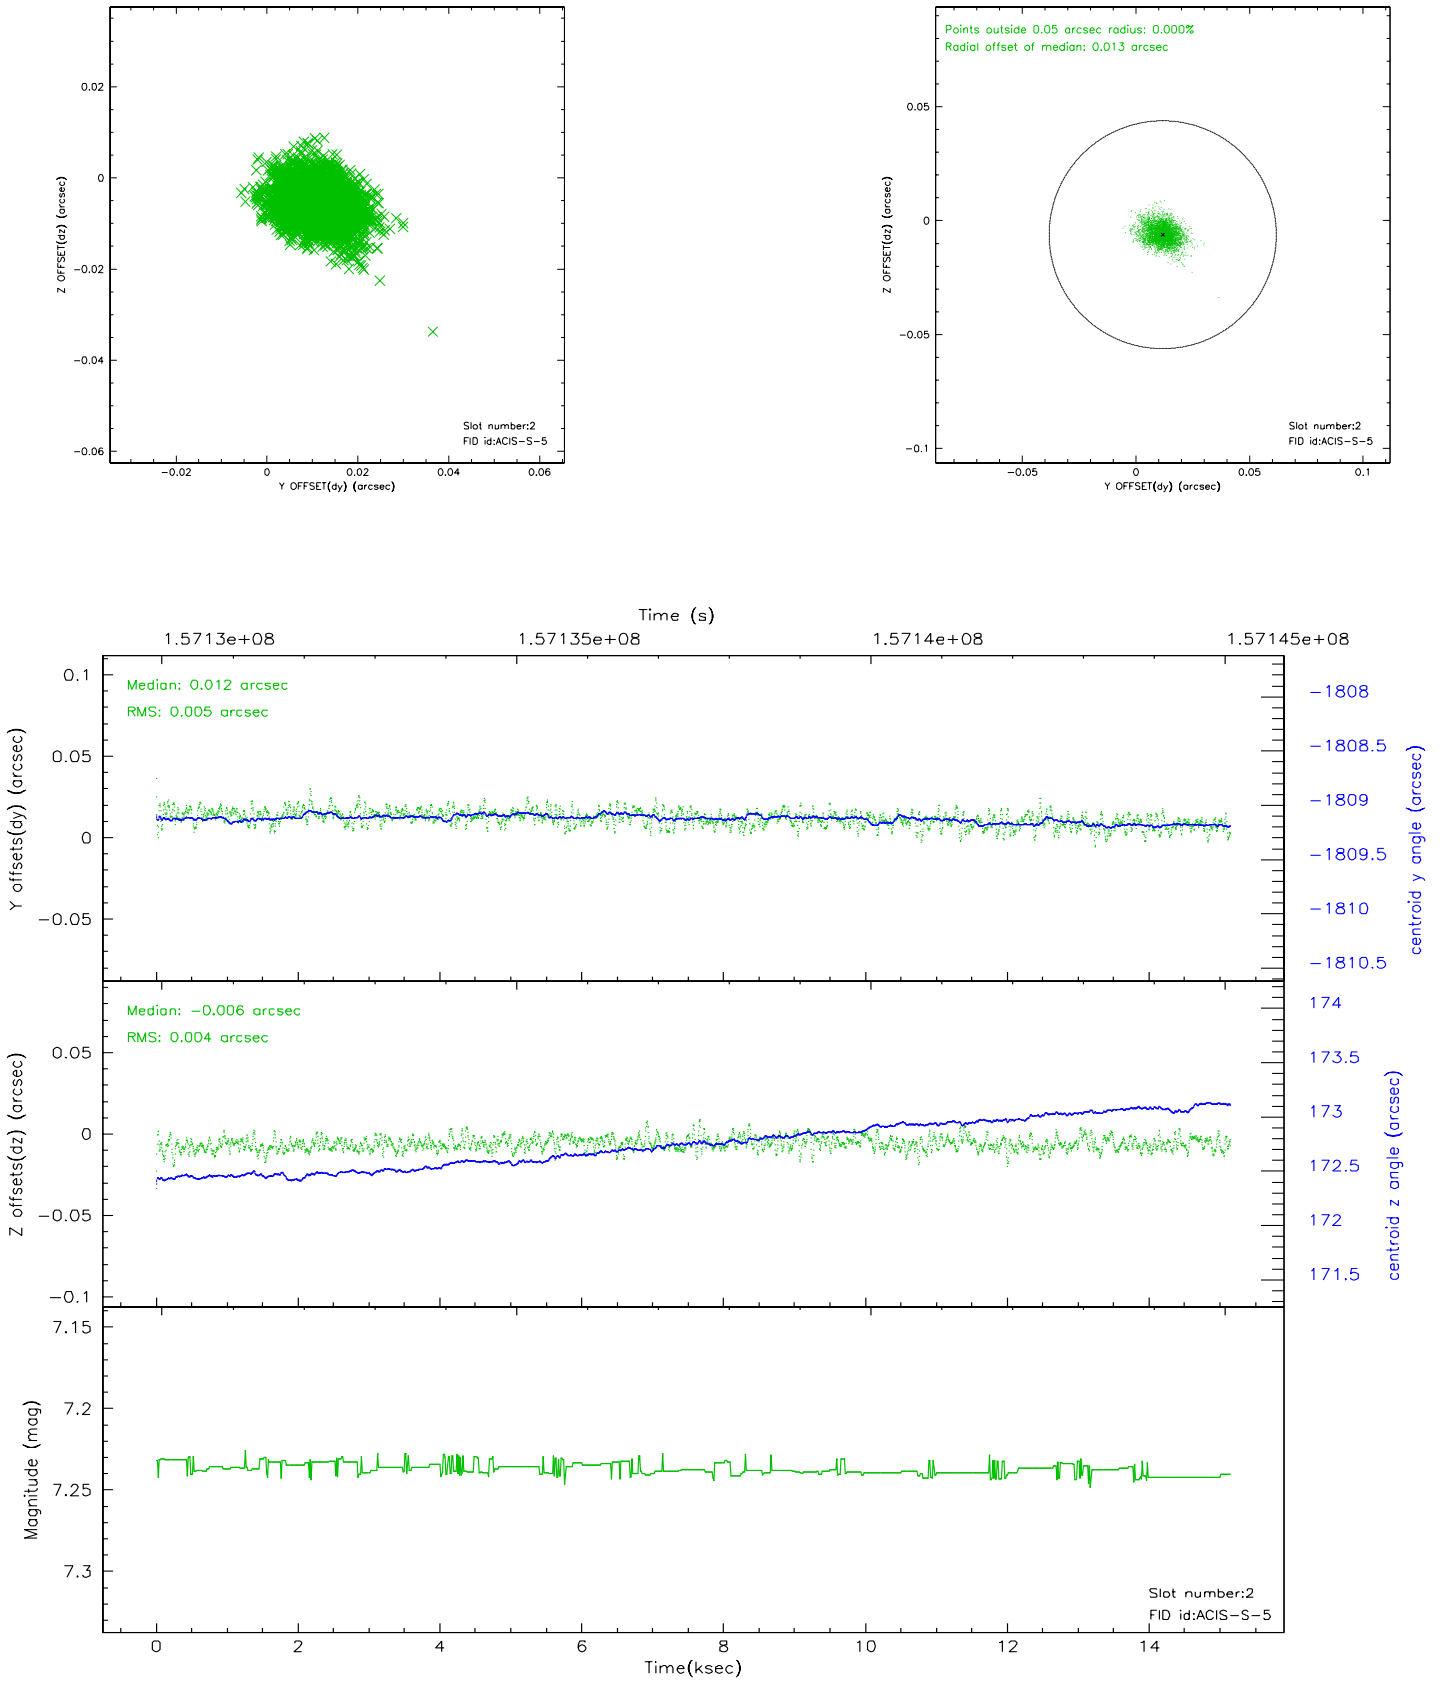 0.02
0
-0.02
-0.04
-0.06
Z OFFSET(dz) (arcsec)
Slot number:2
FID id:ACIS-S-5
-0.02 0 0.02 0.04 0.06
Y OFFSET(dy) (arcsec)
Points outside 0.05 arcsec radius: 0.000%
Radial offset of median: 0.013 arcsec
0.05
0
-0.05
-0.1
Z OFFSET(dz) (arcsec)
Slot number:2
FID id:ACIS-S-5
-0.05 0 0.05 0.1
Y OFFSET(dy) (arcsec)
Time (s)
1.5713e+08 1.57135e+08 1.5714e+08 1.57145e+08
Median: 0.012 arcsec
RMS: 0.005 arcsec
0.1
0.05
0
-0.05
Y offsets(dy) (arcsec)
-1808
-1808.5
-1809
-1809.5
-1810
-1810.5
centroid y angle (arcsec)
Median: -0.006 arcsec
RMS: 0.004 arcsec
0.05
0
-0.05
-0.1
Z offsets(dz) (arcsec)
174
173.5
173
172.5
172
171.5
centroid z angle (arcsec)
7.15
7.2
7.25
7.3
Magnitude (mag)
Slot number:2
FID id:ACIS-S-5
0 2 4 6 8 10 12 14
Time(ksec)